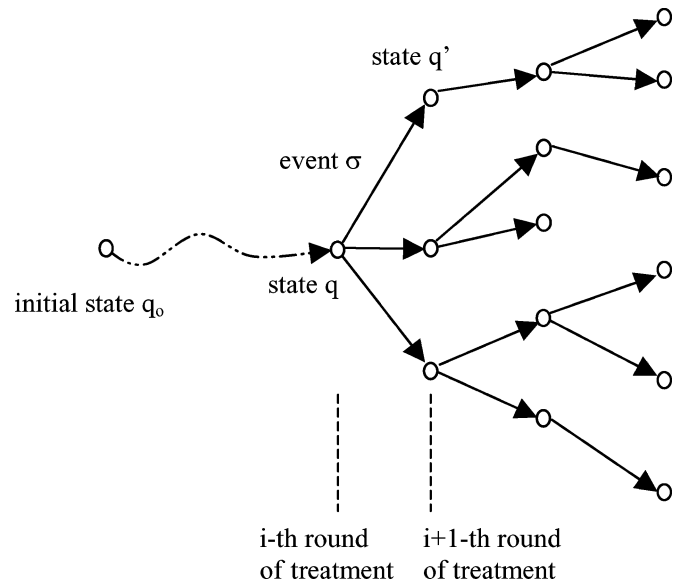 state q’
event σ
state q
initial state qo
i-th round
of treatment
i+1-th round
of treatment